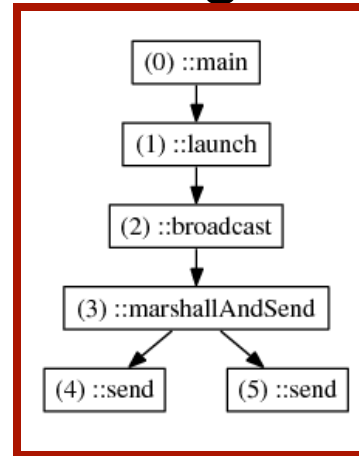 (0) ::main
(1) ::launch
(2) ::broadcast
(3) ::marshallAndSend
(4) ::send
(5) ::send